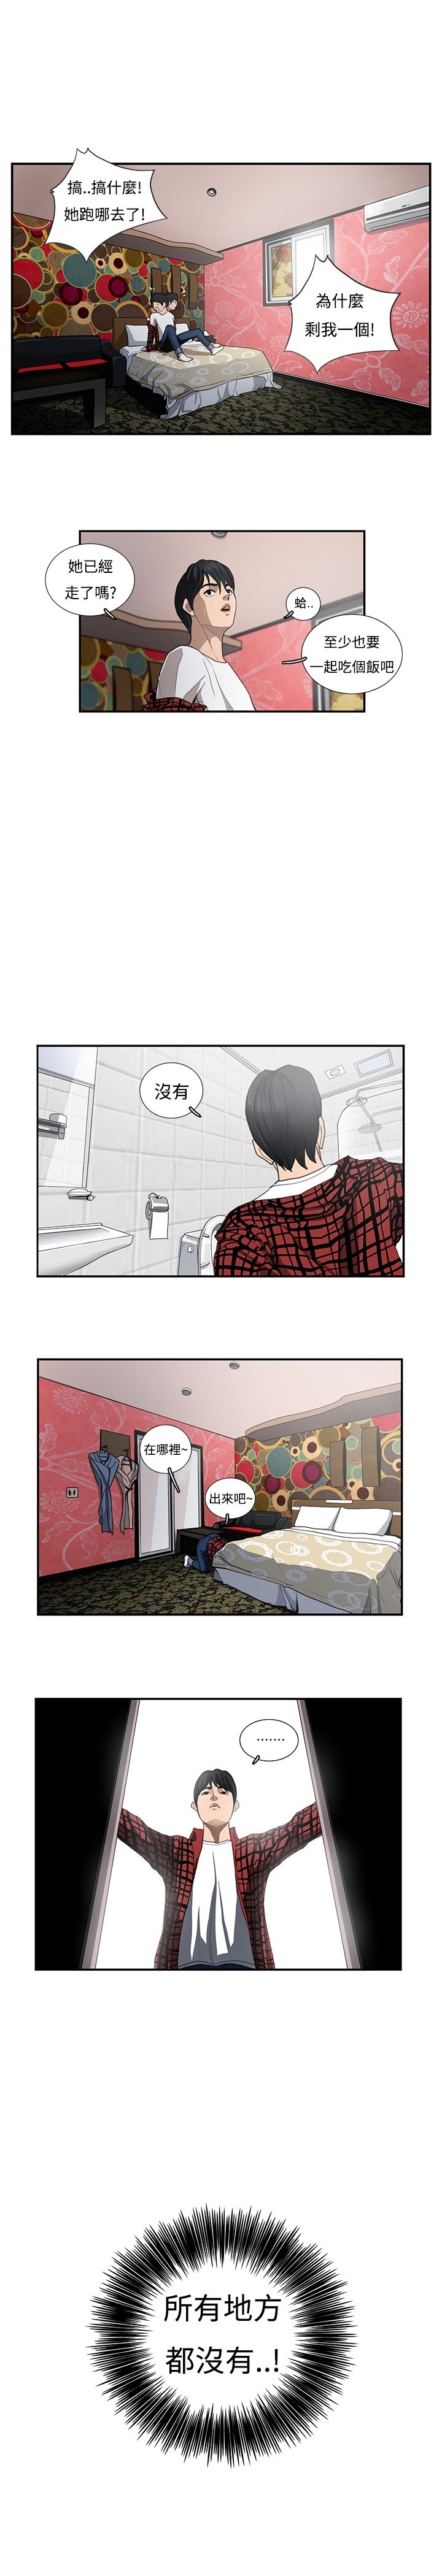 搞..搞什麼!
她跑哪去了!
為什麼
剩我一個!
她已經
走了嗎?
蛤..
至少也要
一起吃個飯吧
沒有
在哪裡~
出來吧~
.......
所有地方
都沒有..!